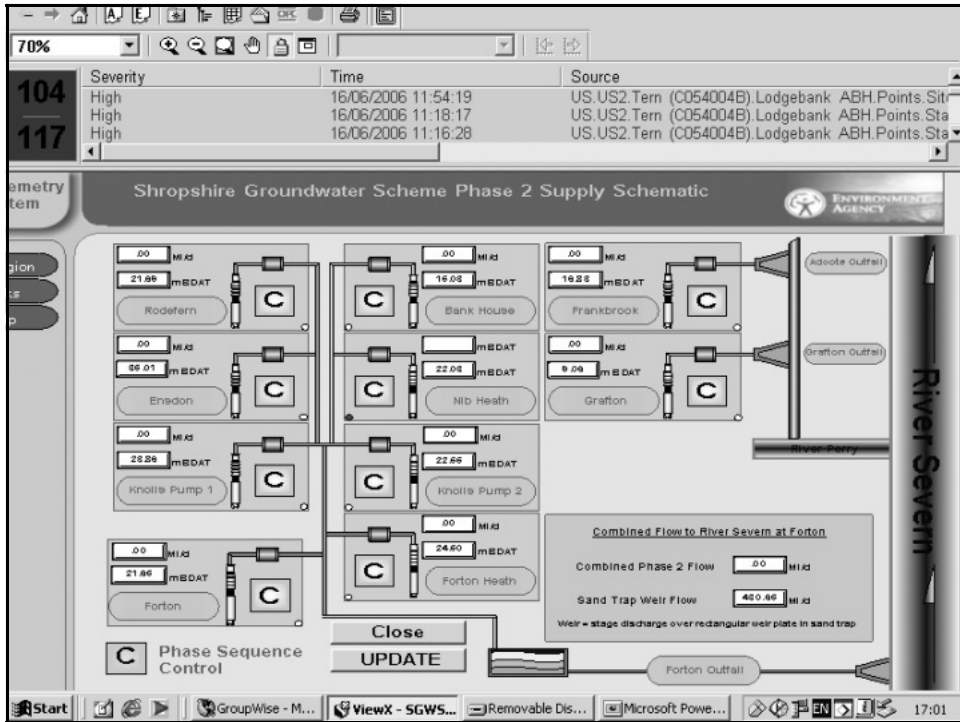 70%
Severity Time Source
104
117
High 16/06/2006 11:54:19 US.US2.Tern (C054004B).Lodgebank ABH.Points.Sit
High 16/06/2006 11:18:17 US.US2.Tern (C054004B).Lodgebank ABH.Points.Sta
High 16/06/2006 11:16:28 US.US2.Tern (C054004B).Lodgebank ABH.Points.Sta
emetry
tem
Shropshire Groundwater Scheme Phase 2 Supply Schematic
ENVIRONMENT
AGENCY
gion
ks
p
.00 Ml/d
mBDAT
C
Rodefern
.00 Ml/d
16.08 mBDAT
C
Bank House
.00 Ml/d
mBDAT
C
Frankbrook
Adcote Outfall
.00 Ml/d
mBDAT
C
Ensdon
mBDAT
22.08 mBDAT
C
Nib Heath
.00 Ml/d
9.09 mBDAT
C
Grafton
Grafton Outfall
River Perry
River Severn
.00 Ml/d
28.86 mBDAT
C
Knolls Pump 1
.00 Ml/d
22.66 mBDAT
C
Knolls Pump 2
.00 Ml/d
21.86 mBDAT
C
Forton
.00 Ml/d
24.60 mBDAT
C
Forton Heath
Combined Flow to River Severn at Forton
Combined Phase 2 Flow .00 Ml/d
Sand Trap Weir Flow Ml/d
Weir = stage discharge over rectangular weir plate in sand trap
C Phase Sequence
Control
Close
UPDATE
Forton Outfall
Start GroupWise - M... ViewX - SGWS... Removable Dis... Microsoft Powe... EN 17:01